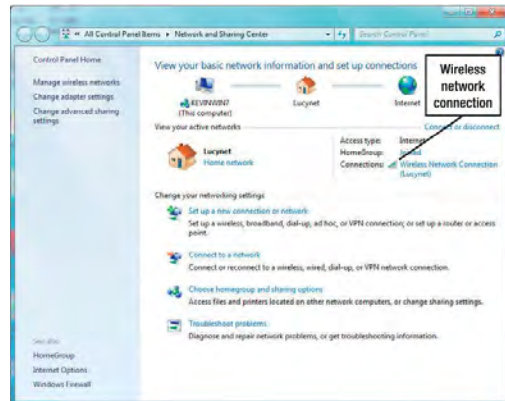 All Control Panel Items ▸ Network and Sharing Center
Search Control Panel
Control Panel Home
Manage wireless networks
Change adapter settings
Change advanced sharing
settings
See also
HomeGroup
Internet Options
Windows Firewall
View your basic network information and set up connections
KEVINWIN7
(This computer)
Lucynet
Internet
Wireless
network
connection
View your active networks
Connect or disconnect
Lucynet
Home network
Access type: Internet
HomeGroup: Joined
Connections: Wireless Network Connection
(Lucynet)
Change your networking settings
Set up a new connection or network
Set up a wireless, broadband, dial-up, ad hoc, or VPN connection; or set up a router or access
point.
Connect to a network
Connect or reconnect to a wireless, wired, dial-up, or VPN network connection.
Choose homegroup and sharing options
Access files and printers located on other network computers, or change sharing settings.
Troubleshoot problems
Diagnose and repair network problems, or get troubleshooting information.